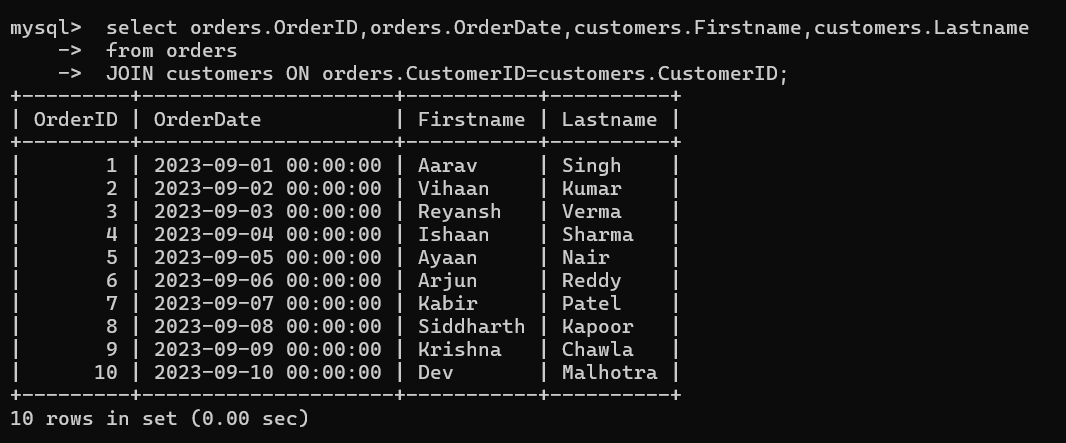 mysql>  select orders.OrderID,orders.OrderDate,customers.Firstname,customers.Lastname
    ->  from orders
    ->  JOIN customers ON orders.CustomerID=customers.CustomerID;
+---------+---------------------+-----------+----------+
| OrderID | OrderDate           | Firstname | Lastname |
+---------+---------------------+-----------+----------+
|       1 | 2023-09-01 00:00:00 | Aarav     | Singh    |
|       2 | 2023-09-02 00:00:00 | Vihaan    | Kumar    |
|       3 | 2023-09-03 00:00:00 | Reyansh   | Verma    |
|       4 | 2023-09-04 00:00:00 | Ishaan    | Sharma   |
|       5 | 2023-09-05 00:00:00 | Ayaan     | Nair     |
|       6 | 2023-09-06 00:00:00 | Arjun     | Reddy    |
|       7 | 2023-09-07 00:00:00 | Kabir     | Patel    |
|       8 | 2023-09-08 00:00:00 | Siddharth | Kapoor   |
|       9 | 2023-09-09 00:00:00 | Krishna   | Chawla   |
|      10 | 2023-09-10 00:00:00 | Dev       | Malhotra |
+---------+---------------------+-----------+----------+
10 rows in set (0.00 sec)